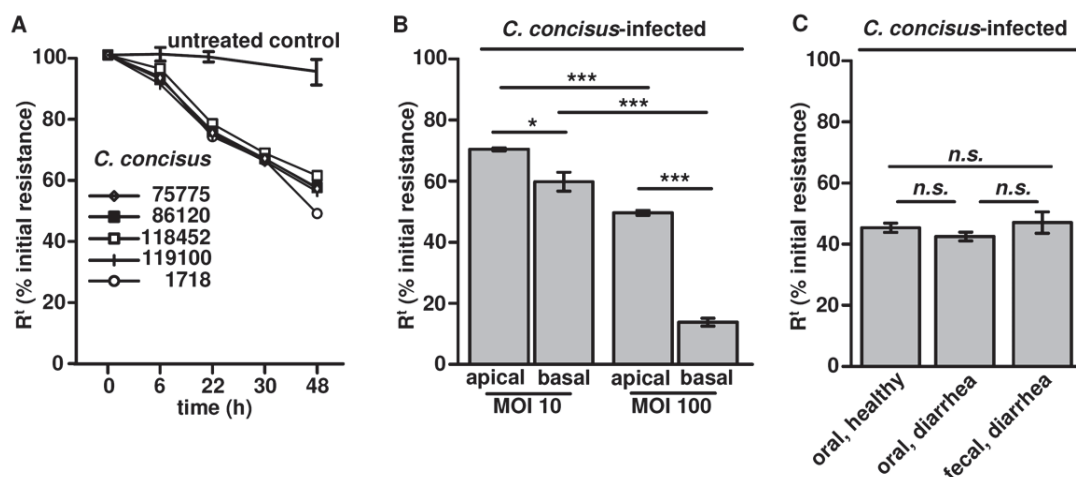 A
untreated control
100
80
60
40
20
0
Rᵗ (% initial resistance)
C. concisus
75775
86120
118452
119100
1718
0 6 22 30 48
time (h)
B
C. concisus-infected
100
80
60
40
20
0
Rᵗ (% initial resistance)
***
***
*
***
apical basal apical basal
MOI 10 MOI 100
C
C. concisus-infected
100
80
60
40
20
0
Rᵗ (% initial resistance)
n.s.
n.s. n.s.
oral, healthy
oral, diarrhea
fecal, diarrhea